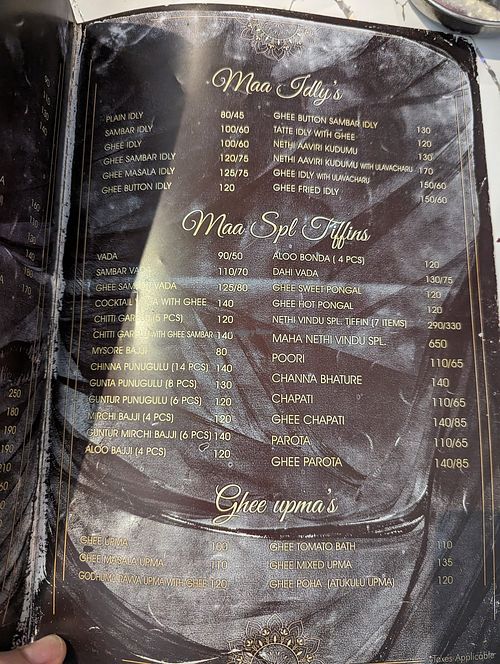 Maa Idly's
PLAIN IDLY 80/45
SAMBAR IDLY 100/60
GHEE IDLY 100/60
GHEE SAMBAR IDLY 120/75
GHEE MASALA IDLY 125/75
GHEE BUTTON IDLY 120
GHEE BUTTON SAMBAR IDLY 130
TATTE IDLY WITH GHEE 120
NETHI AAVIRI KUDUMU 130
NETHI AAVIRI KUDUMU WITH ULAVACHARU 170
GHEE IDLY WITH ULAVACHARU 150/60
GHEE FRIED IDLY 150/60
Maa Spl Tiffins
VADA 90/50
SAMBAR VADA 110/70
GHEE SAMBAR VADA 125/80
COCKTAIL VADA WITH GHEE 140
CHITTI GARELU (5 PCS) 120
CHITTI GARELU WITH GHEE SAMBAR 140
MYSORE BAJJI 80
CHINNA PUNUGULU (14 PCS) 140
GUNTA PUNUGULU (8 PCS) 130
GUNTUR PUNUGULU (6 PCS) 120
MIRCHI BAJJI (4 PCS) 120
GUNTUR MIRCHI BAJJI (6 PCS) 140
ALOO BAJJI (4 PCS) 120
ALOO BONDA ( 4 PCS) 120
DAHI VADA 130/75
GHEE SWEET PONGAL 120
GHEE HOT PONGAL 120
NETHI VINDU SPL. TIFFIN (7 ITEMS) 290/330
MAHA NETHI VINDU SPL. 650
POORI 110/65
CHANNA BHATURE 140
CHAPATI 110/65
GHEE CHAPATI 140/85
PAROTA 110/65
GHEE PAROTA 140/85
Ghee upma's
GHEE UPMA 100
GHEE MASALA UPMA 110
GODHUMA RAVVA UPMA WITH GHEE 120
GHEE TOMATO BATH 110
GHEE MIXED UPMA 135
GHEE POHA (ATUKULU UPMA) 120
Taxes Applicable